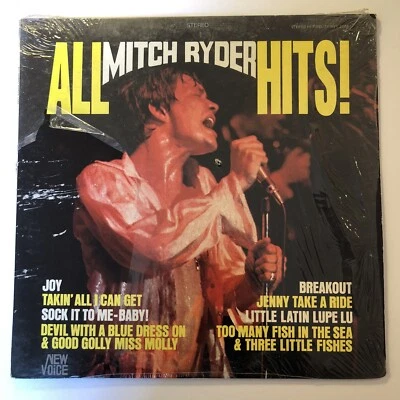 STEREO
ALL MITCH RYDER HITS!
JOY
TAKIN' ALL I CAN GET
SOCK IT TO ME-BABY!
DEVIL WITH A BLUE DRESS ON
& GOOD GOLLY MISS MOLLY
BREAKOUT
JENNY TAKE A RIDE
LITTLE LATIN LUPE LU
TOO MANY FISH IN THE SEA
& THREE LITTLE FISHES
NEW
VOICE